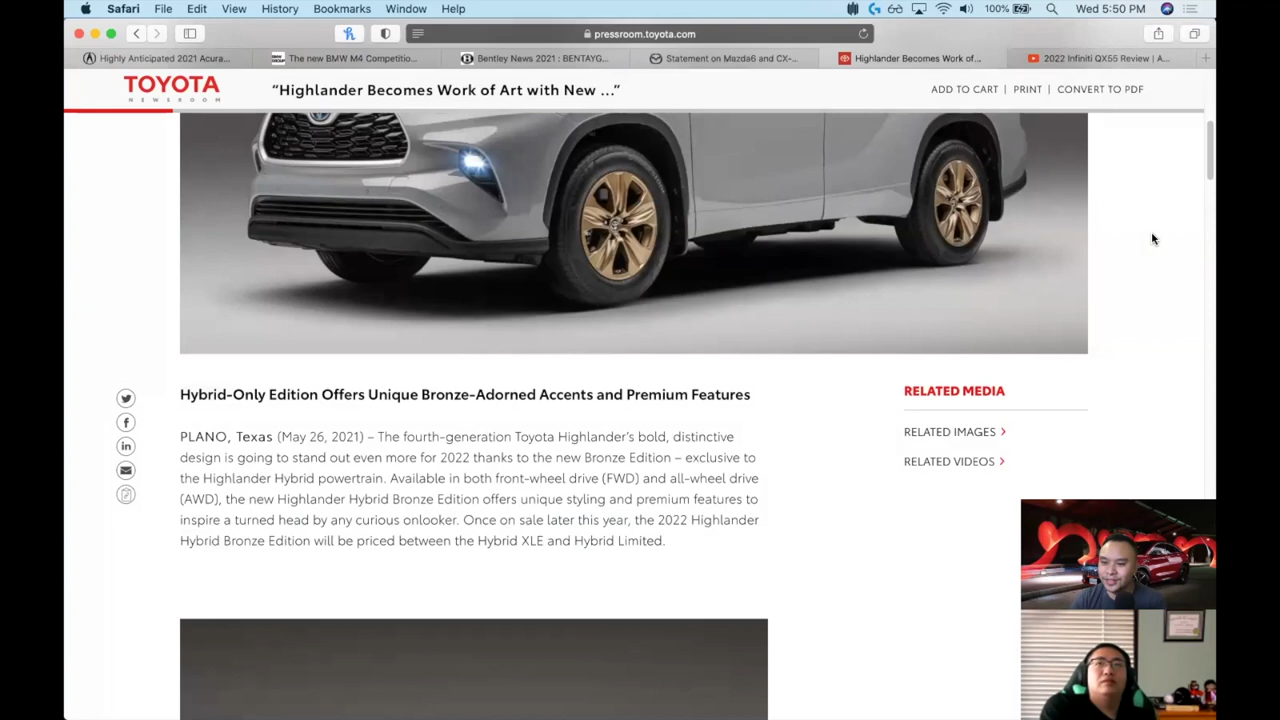 Safari File Edit View History Bookmarks Window Help 100% Wed 5:50 PM
pressroom.toyota.com
Highly Anticipated 2021 Acura... The new BMW M4 Competitio... Bentley News 2021 : BENTAYG... Statement on Mazda6 and CX-... Highlander Becomes Work of... 2022 Infiniti QX55 Review | A...
TOYOTA
NEWSROOM
“Highlander Becomes Work of Art with New ...”
ADD TO CART | PRINT | CONVERT TO PDF
Hybrid-Only Edition Offers Unique Bronze-Adorned Accents and Premium Features
PLANO, Texas (May 26, 2021) – The fourth-generation Toyota Highlander’s bold, distinctive
design is going to stand out even more for 2022 thanks to the new Bronze Edition – exclusive to
the Highlander Hybrid powertrain. Available in both front-wheel drive (FWD) and all-wheel drive
(AWD), the new Highlander Hybrid Bronze Edition offers unique styling and premium features to
inspire a turned head by any curious onlooker. Once on sale later this year, the 2022 Highlander
Hybrid Bronze Edition will be priced between the Hybrid XLE and Hybrid Limited.
RELATED MEDIA
RELATED IMAGES
RELATED VIDEOS